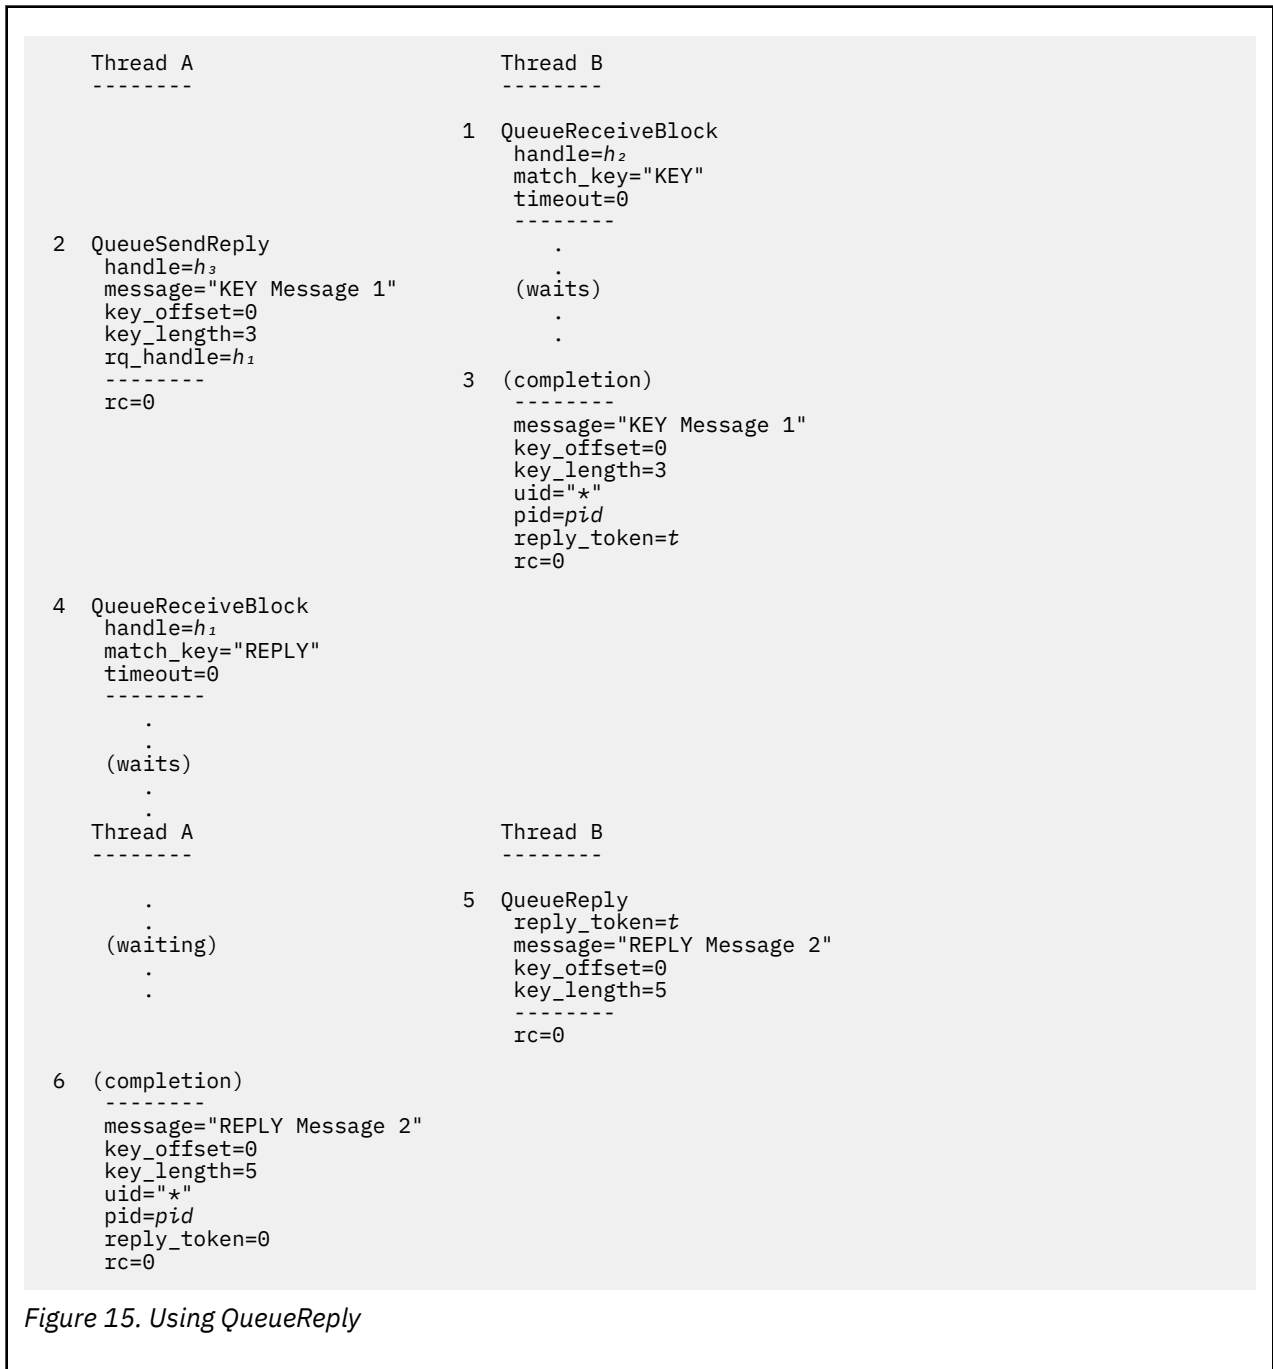 Thread A                        Thread B
--------                        --------
1  QueueReceiveBlock
handle=h₂
match_key="KEY"
timeout=0
--------
2  QueueSendReply                      .
handle=h₃                           .
message="KEY Message 1"         (waits)
key_offset=0                        .
key_length=3                        .
rq_handle=h₁
--------                    3  (completion)
rc=0                            --------
message="KEY Message 1"
key_offset=0
key_length=3
uid="*"
pid=pid
reply_token=t
rc=0
4  QueueReceiveBlock
handle=h₁
match_key="REPLY"
timeout=0
--------
.
.
(waits)
.
.
Thread A                        Thread B
--------                        --------
.                        5  QueueReply
.                            reply_token=t
(waiting)                       message="REPLY Message 2"
.                            key_offset=0
.                            key_length=5
--------
rc=0
6  (completion)
--------
message="REPLY Message 2"
key_offset=0
key_length=5
uid="*"
pid=pid
reply_token=0
rc=0
Figure 15. Using QueueReply